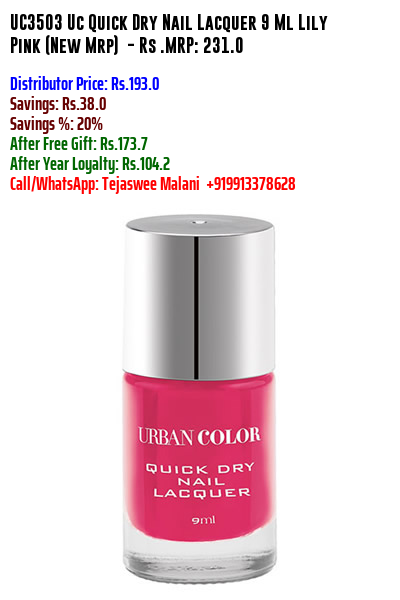 UC3503 Uc Quick Dry Nail Lacquer 9 Ml Lily
Pink (New Mrp) - Rs .MRP: 231.0
Distributor Price: Rs.193.0
Savings: Rs.38.0
Savings %: 20%
After Free Gift: Rs.173.7
After Year Loyalty: Rs.104.2
Call/WhatsApp: Tejaswee Malani +919913378628
URBAN COLOR
QUICK DRY
NAIL
LACQUER
9ml